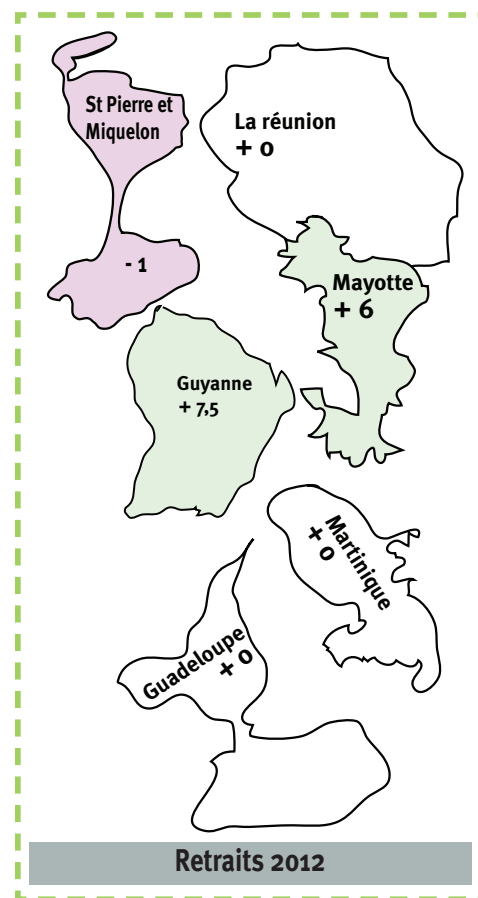 St Pierre et
Miquelon
- 1
La réunion
+ 0
Mayotte
+ 6
Guyanne
+ 7,5
Martinique
+ 0
Guadeloupe
+ 0
Retraits 2012